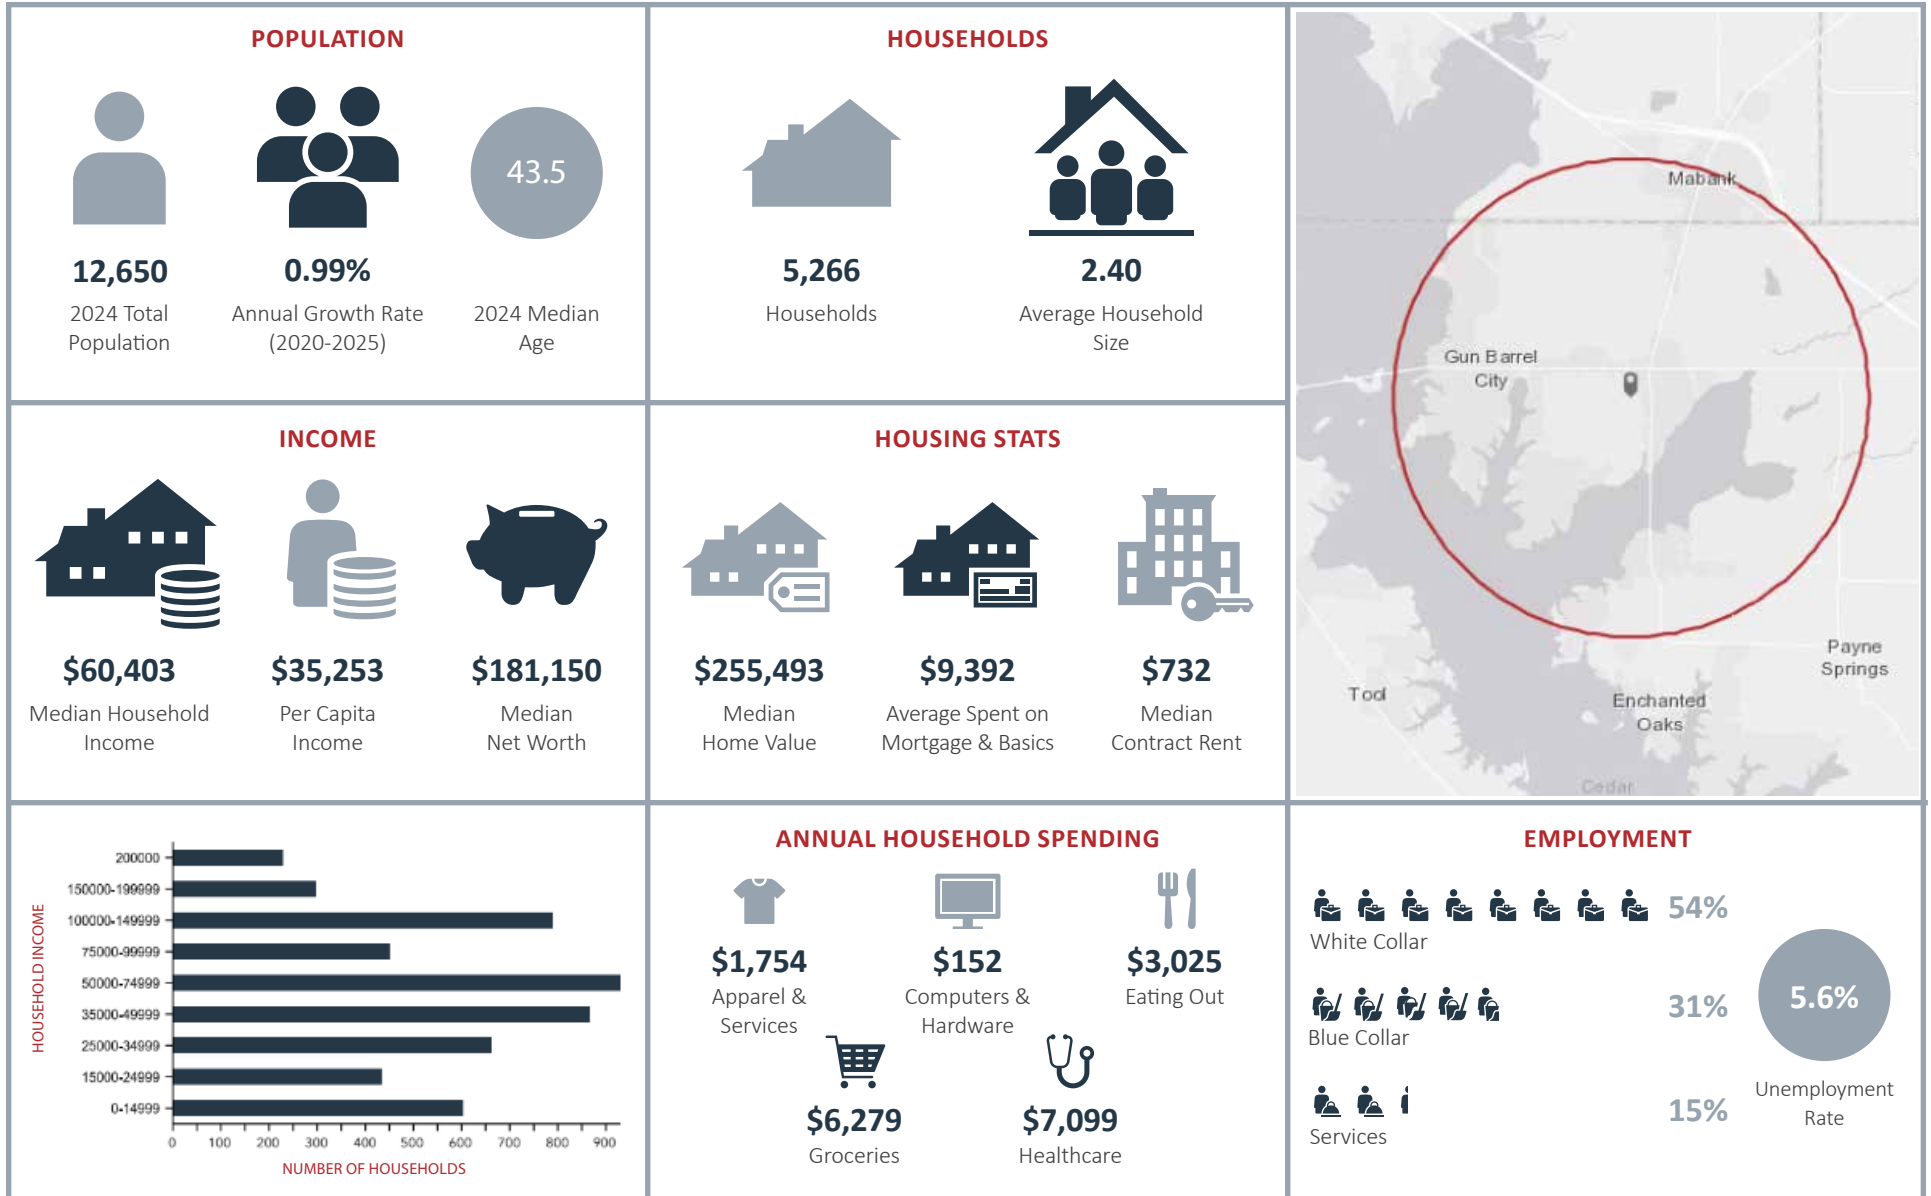 POPULATION
43.5
12,650
0.99%
2024 Total
Population
Annual Growth Rate
(2020-2025)
2024 Median
Age
HOUSEHOLDS
5,266
2.40
Households
Average Household
Size
Mabank
Gun Barrel
City
Payne
Springs
Tool
Enchanted
Oaks
Cedar
INCOME
$60,403
$35,253
$181,150
Median Household
Income
Per Capita
Income
Median
Net Worth
HOUSING STATS
$255,493
$9,392
$732
Median
Home Value
Average Spent on
Mortgage & Basics
Median
Contract Rent
HOUSEHOLD INCOME
200000
150000-199999
100000-149999
75000-99999
50000-74999
35000-49999
25000-34999
15000-24999
0-14999
0 100 200 300 400 500 600 700 800 900
NUMBER OF HOUSEHOLDS
ANNUAL HOUSEHOLD SPENDING
$1,754
$152
$3,025
Apparel &
Services
Computers &
Hardware
Eating Out
$6,279
$7,099
Groceries
Healthcare
EMPLOYMENT
54%
White Collar
31%
Blue Collar
15%
Services
5.6%
Unemployment
Rate